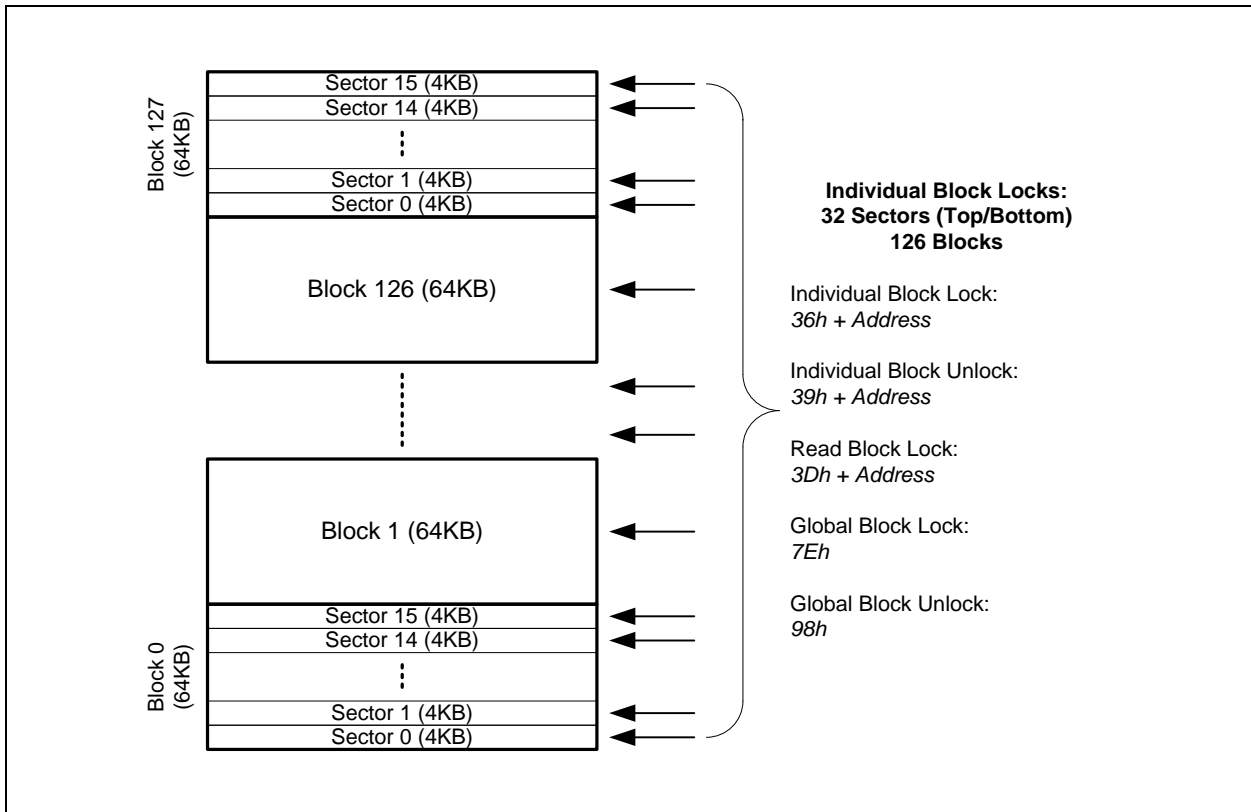 Block 127
(64KB)
Sector 15 (4KB)
Sector 14 (4KB)
Sector 1 (4KB)
Sector 0 (4KB)
Block 126 (64KB)
Block 1 (64KB)
Block 0
(64KB)
Sector 15 (4KB)
Sector 14 (4KB)
Sector 1 (4KB)
Sector 0 (4KB)
Individual Block Locks:
32 Sectors (Top/Bottom)
126 Blocks
Individual Block Lock:
36h + Address
Individual Block Unlock:
39h + Address
Read Block Lock:
3Dh + Address
Global Block Lock:
7Eh
Global Block Unlock:
98h